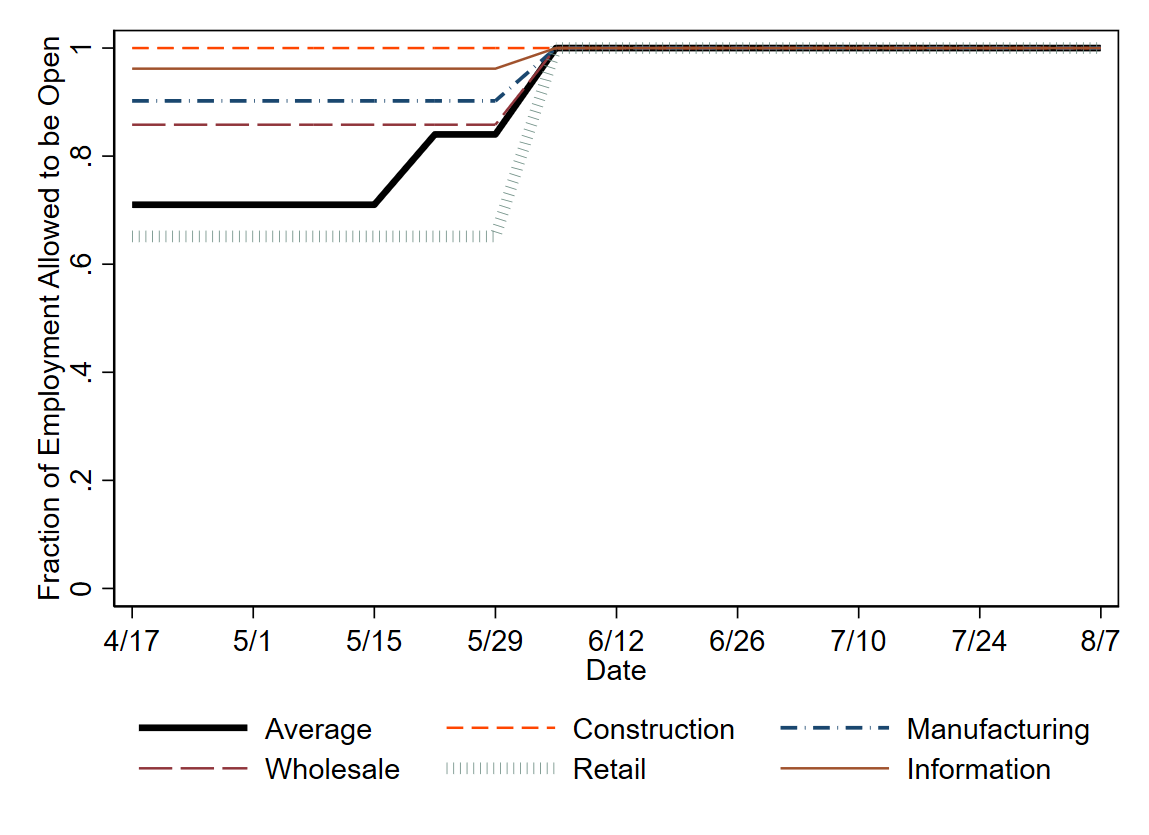 Fraction of Employment Allowed to be Open
1
.8
.6
.4
.2
0
4/17 5/1 5/15 5/29 6/12 6/26 7/10 7/24 8/7
Date
Average Construction Manufacturing
Wholesale Retail Information